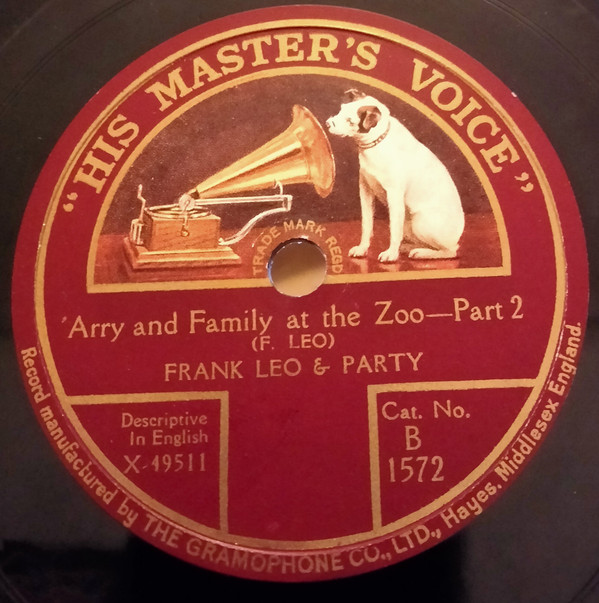 "HIS MASTER'S VOICE"
TRADE MARK REGD
'Arry and Family at the Zoo—Part 2
(F. LEO)
FRANK LEO & PARTY
Descriptive
In English
X-49511
Cat. No.
B
1572
Record manufactured by THE GRAMOPHONE CO., LTD., Hayes, Middlesex England.